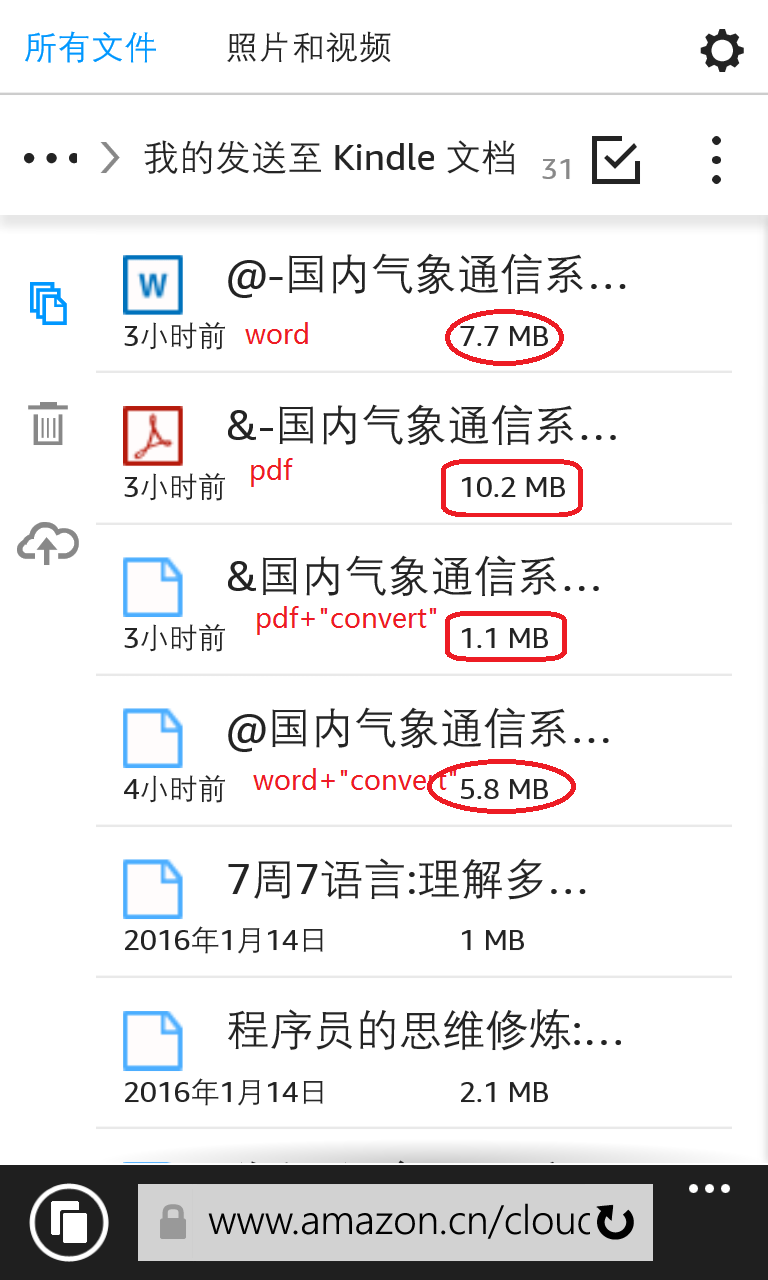 所有文件 照片和视频
我的发送至 Kindle 文档 31
@-国内气象通信系...
3小时前 word 7.7 MB
&-国内气象通信系...
3小时前 pdf 10.2 MB
&国内气象通信系...
3小时前 pdf+"convert" 1.1 MB
@国内气象通信系...
4小时前 word+"convert" 5.8 MB
7周7语言:理解多...
2016年1月14日 1 MB
程序员的思维修炼:...
2016年1月14日 2.1 MB
www.amazon.cn/clouc